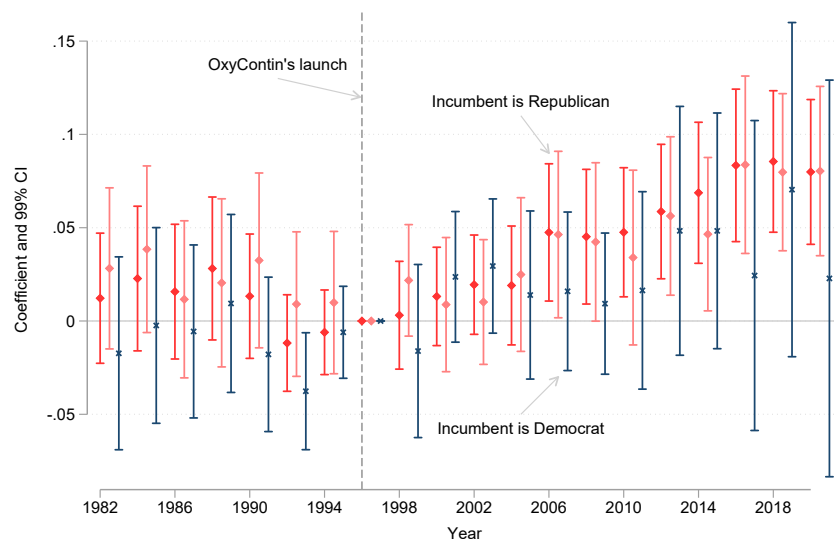 .15
OxyContin's launch
Incumbent is Republican
.1
.05
Coefficient and 99% CI
0
-.05
Incumbent is Democrat
1982 1986 1990 1994 1998 2002 2006 2010 2014 2018
Year